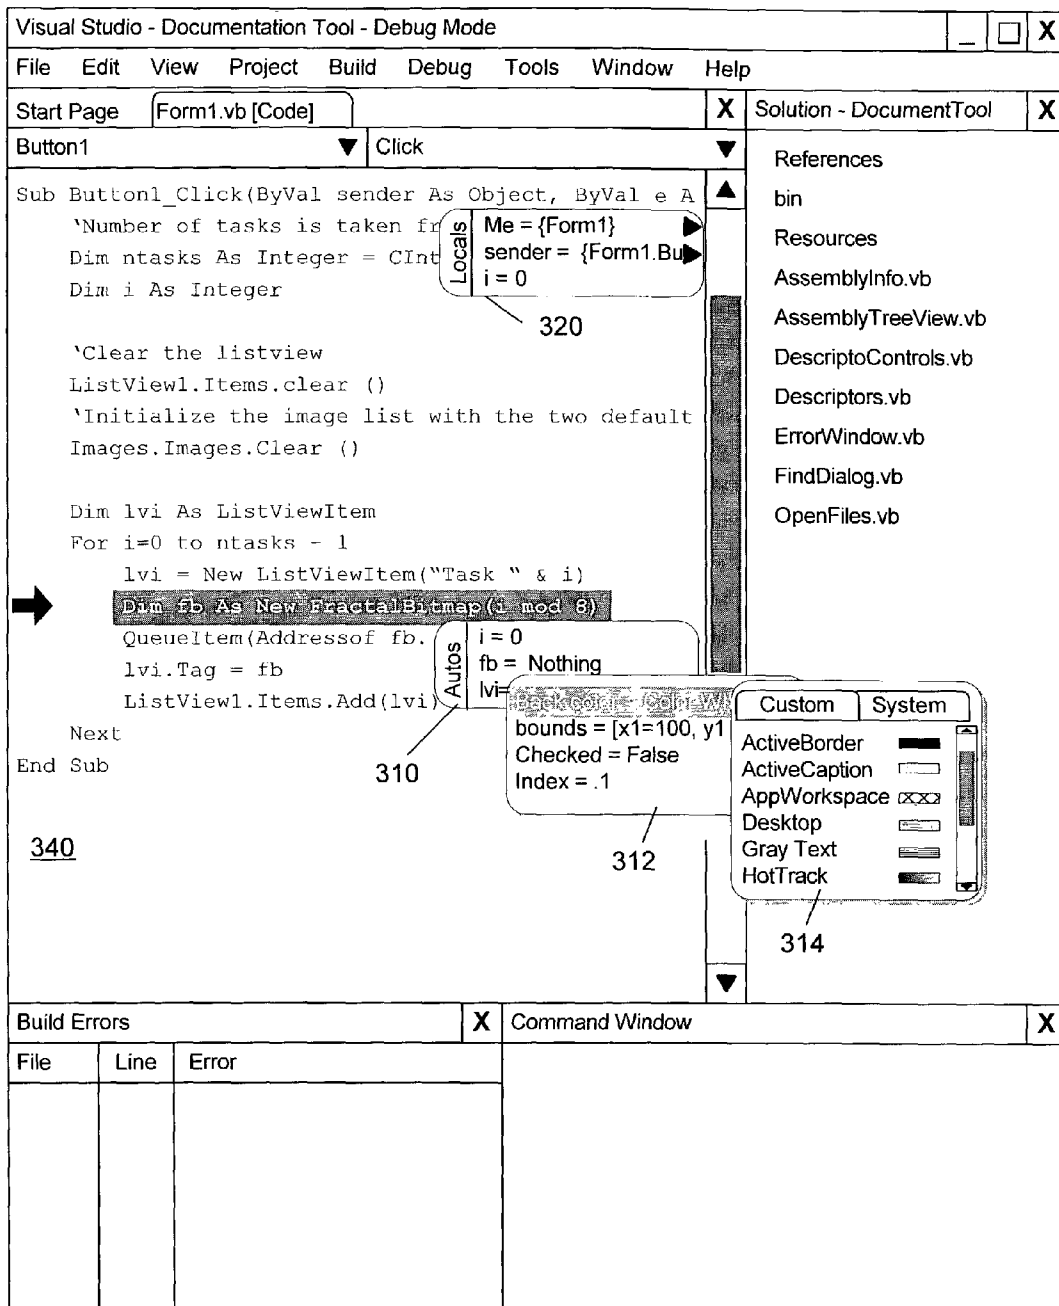 Visual Studio - Documentation Tool - Debug Mode _ X
File Edit View Project Build Debug Tools Window Help
Start Page Form1.vb [Code] X
Button1 Click
Sub Button1_Click(ByVal sender As Object, ByVal e A
'Number of tasks is taken fr
Dim ntasks As Integer = CInt
Dim i As Integer
Locals
Me = {Form1}
sender = {Form1.Bu
i = 0
320
'Clear the listview
ListView1.Items.clear ()
'Initialize the image list with the two default
Images.Images.Clear ()
Dim lvi As ListViewItem
For i=0 to ntasks - 1
lvi = New ListViewItem("Task " & i)
Dim fb As New FractalBitmap(i mod 8)
QueueItem(Addressof fb.
lvi.Tag = fb
ListView1.Items.Add(lvi)
Next
End Sub
Autos
i = 0
fb = Nothing
lvi=
310
bounds = [x1=100, y1
Checked = False
Index = .1
312
Custom System
ActiveBorder
ActiveCaption
AppWorkspace
Desktop
Gray Text
HotTrack
314
340
Solution - DocumentTool X
References
bin
Resources
AssemblyInfo.vb
AssemblyTreeView.vb
DescriptoControls.vb
Descriptors.vb
ErrorWindow.vb
FindDialog.vb
OpenFiles.vb
Build Errors X
File Line Error
Command Window X